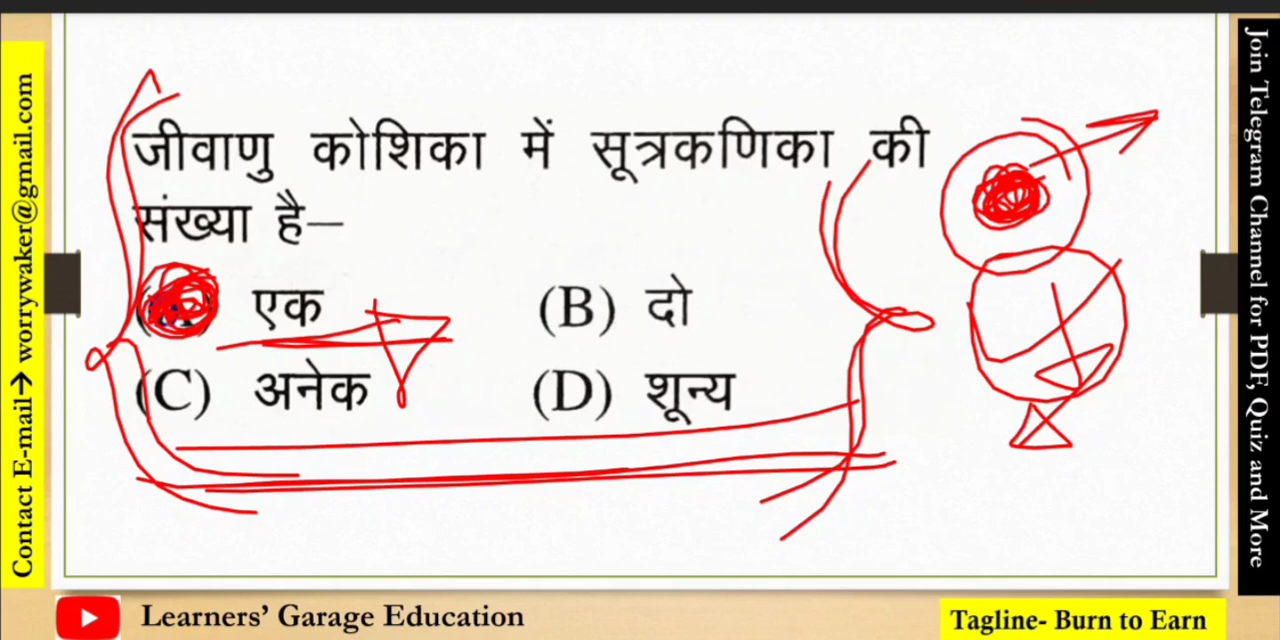 जीवाणु कोशिका में सूत्रकणिका की
संख्या है–
(A) एक (B) दो
(C) अनेक (D) शून्य
Contact E-mail→ worrywaker@gmail.com
Join Telegram Channel for PDF, Quiz and More
Learners’ Garage Education
Tagline- Burn to Earn